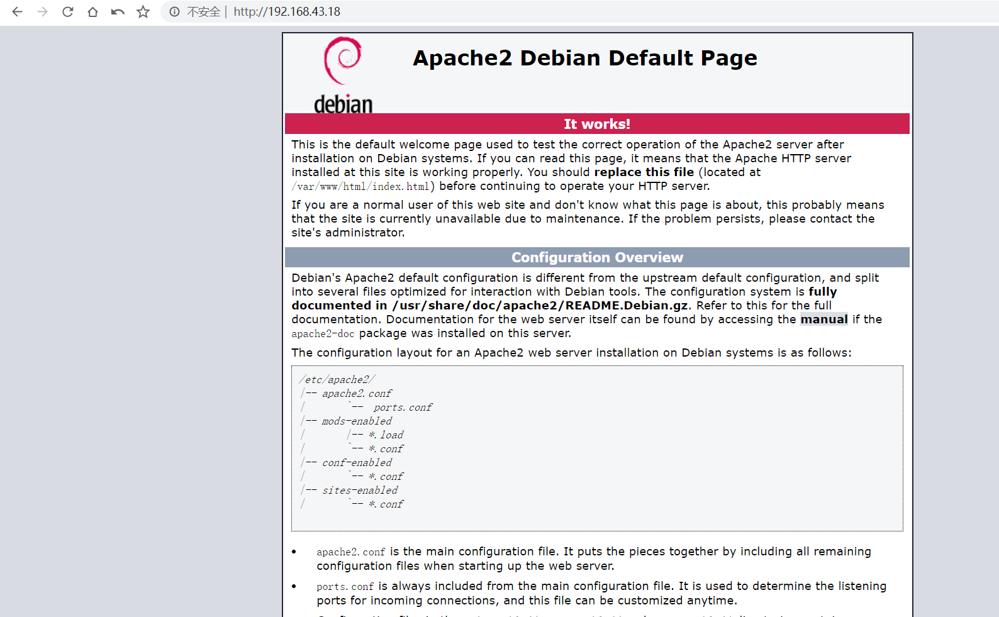 不安全 | http://192.168.43.18
debian
Apache2 Debian Default Page
It works!
This is the default welcome page used to test the correct operation of the Apache2 server after
installation on Debian systems. If you can read this page, it means that the Apache HTTP server
installed at this site is working properly. You should replace this file (located at
/var/www/html/index.html) before continuing to operate your HTTP server.
If you are a normal user of this web site and don't know what this page is about, this probably means
that the site is currently unavailable due to maintenance. If the problem persists, please contact the
site's administrator.
Configuration Overview
Debian's Apache2 default configuration is different from the upstream default configuration, and split
into several files optimized for interaction with Debian tools. The configuration system is fully
documented in /usr/share/doc/apache2/README.Debian.gz. Refer to this for the full
documentation. Documentation for the web server itself can be found by accessing the manual if the
apache2-doc package was installed on this server.
The configuration layout for an Apache2 web server installation on Debian systems is as follows:
/etc/apache2/
|-- apache2.conf
|       `--  ports.conf
|-- mods-enabled
|       |-- *.load
|       `-- *.conf
|-- conf-enabled
|       `-- *.conf
|-- sites-enabled
|       `-- *.conf
• apache2.conf is the main configuration file. It puts the pieces together by including all remaining
configuration files when starting up the web server.
• ports.conf is always included from the main configuration file. It is used to determine the listening
ports for incoming connections, and this file can be customized anytime.